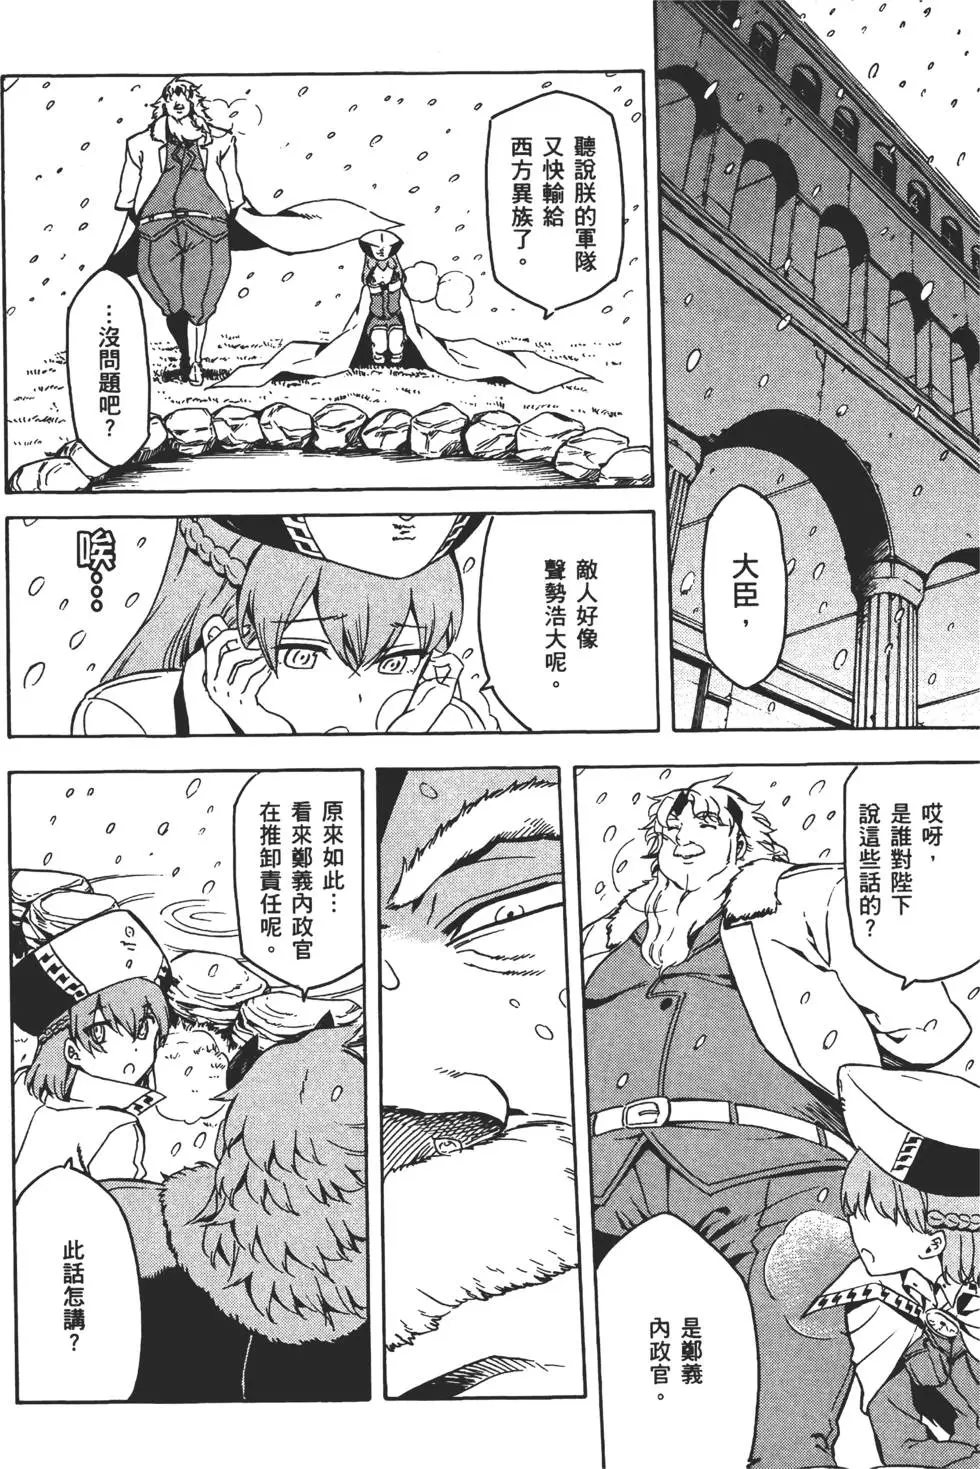 大臣，
聽說朕的軍隊
又快輸給
西方異族了。
…沒問題吧？
敵人好像
聲勢浩大呢。
唉…
哎呀，
是誰對陛下
說這些話的？
是鄭義
內政官。
原來如此…
看來鄭義內政官
在推卸責任呢。
此話怎講？